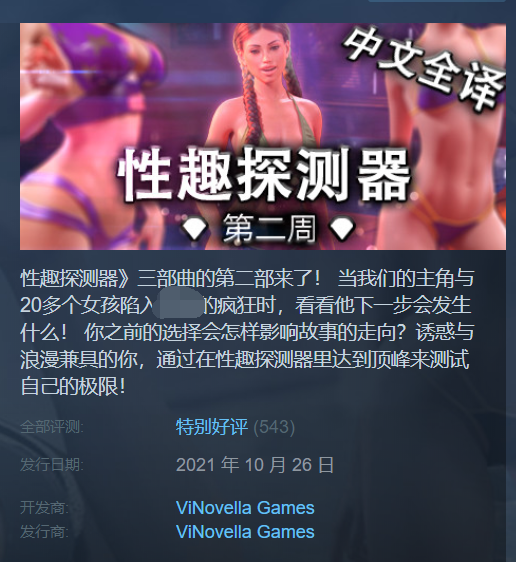 中文全译
性趣探测器
第二周
性趣探测器》三部曲的第二部来了！ 当我们的主角与
20多个女孩陷入的疯狂时，看看他下一步会发生
什么！ 你之前的选择会怎样影响故事的走向？诱惑与
浪漫兼具的你，通过在性趣探测器里达到顶峰来测试
自己的极限！
全部评测: 特别好评 (543)
发行日期: 2021 年 10 月 26 日
开发商: ViNovella Games
发行商: ViNovella Games